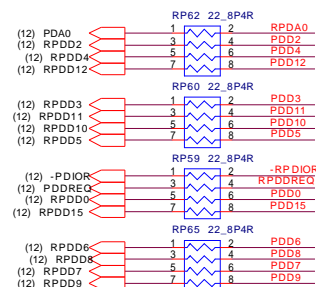 RP62 22_8P4R
(12) PDA0 1 2 RPDA0
(12) RPDD2 3 4 PDD2
(12) RPDD4 5 6 PDD4
(12) RPDD12 7 8 PDD12
RP60 22_8P4R
(12) RPDD3 1 2 PDD3
(12) RPDD11 3 4 PDD11
(12) RPDD10 5 6 PDD10
(12) RPDD5 7 8 PDD5
RP59 22_8P4R
(12) -PDIOR 1 2 -RPDIOR
(12) PDDREQ 3 4 RPDDREQ
(12) RPDD0 5 6 PDD0
(12) RPDD15 7 8 PDD15
RP65 22_8P4R
(12) RPDD6 1 2 PDD6
(12) RPDD8 3 4 PDD8
(12) RPDD7 5 6 PDD7
(12) RPDD9 7 8 PDD9